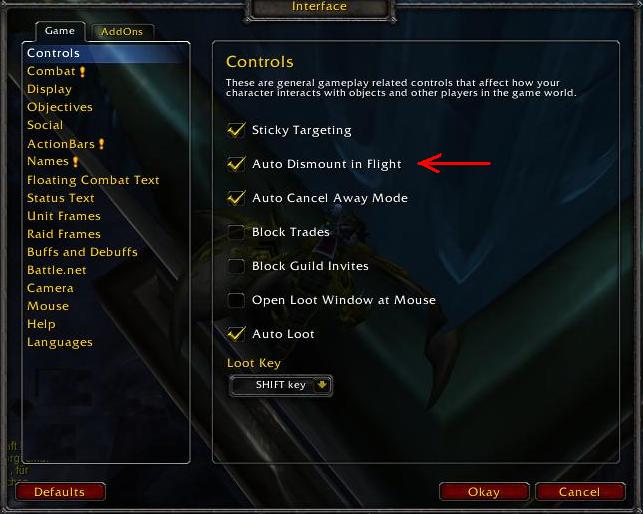 Interface
Game
AddOns
Controls
Combat !
Display
Objectives
Social
ActionBars !
Names !
Floating Combat Text
Status Text
Unit Frames
Raid Frames
Buffs and Debuffs
Battle.net
Camera
Mouse
Help
Languages
Controls
These are general gameplay related controls that affect how your
character interacts with objects and other players in the game world.
Sticky Targeting
Auto Dismount in Flight
Auto Cancel Away Mode
Block Trades
Block Guild Invites
Open Loot Window at Mouse
Auto Loot
Loot Key
SHIFT key
, für
Defaults
Okay
Cancel